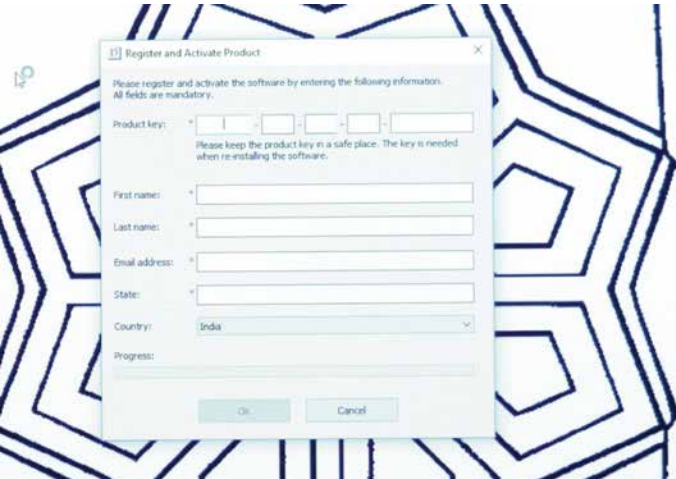 Register and Activate Product
Please register and activate the software by entering the following information.
All fields are mandatory.
Product key: * - - - -
Please keep the product key in a safe place. The key is needed
when re-installing the software.
First name: *
Last name: *
Email address: *
State: *
Country: India
Progress:
Ok Cancel